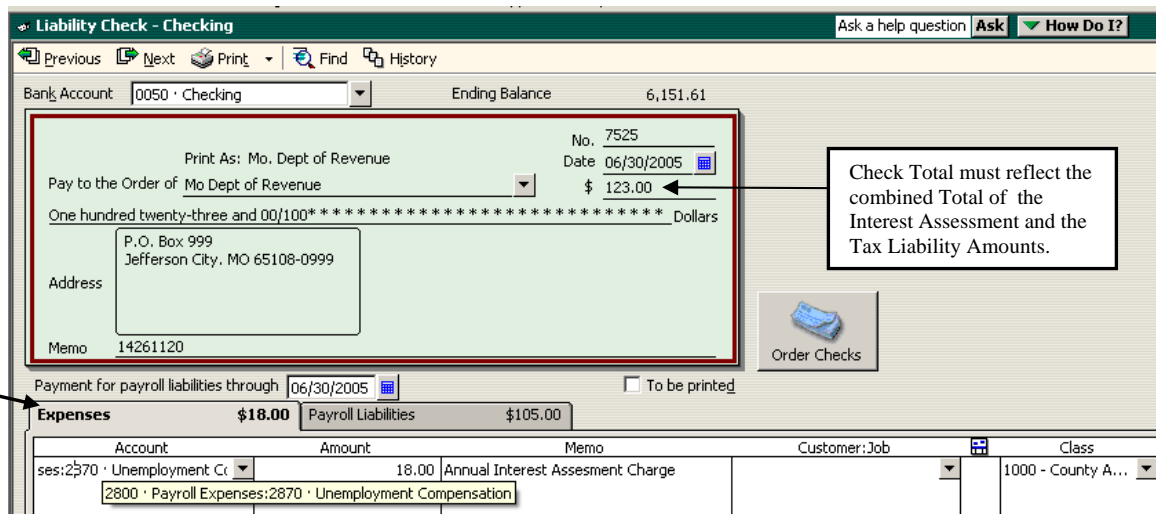 Liability Check - Checking Ask a help question Ask How Do I?
Previous Next Print Find History
Bank Account 0050 · Checking Ending Balance 6,151.61
No. 7525
Print As: Mo. Dept of Revenue Date 06/30/2005
Pay to the Order of Mo Dept of Revenue $ 123.00
One hundred twenty-three and 00/100* * * * * * * * * * * * * * * * * * * * * * * * * * * * * Dollars
P.O. Box 999
Jefferson City. MO 65108-0999
Address
Memo 14261120
Check Total must reflect the
combined Total of the
Interest Assessment and the
Tax Liability Amounts.
Order Checks
Payment for payroll liabilities through 06/30/2005 To be printed
Expenses $18.00 Payroll Liabilities $105.00
Account Amount Memo Customer:Job Class
ses:2370 · Unemployment Cc 18.00 Annual Interest Assesment Charge 1000 - County A...
2800 · Payroll Expenses:2870 · Unemployment Compensation